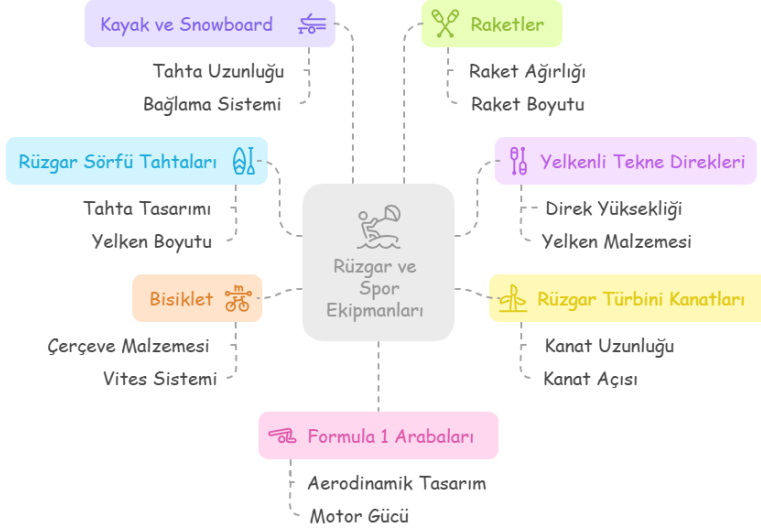 Kayak ve Snowboard
Tahta Uzunluğu
Bağlama Sistemi
Raketler
Raket Ağırlığı
Raket Boyutu
Rüzgar Sörfü Tahtaları
Tahta Tasarımı
Yelken Boyutu
Yelkenli Tekne Direkleri
Direk Yüksekliği
Yelken Malzemesi
Rüzgar ve
Spor
Ekipmanları
Bisiklet
Çerçeve Malzemesi
Vites Sistemi
Rüzgar Türbini Kanatları
Kanat Uzunluğu
Kanat Açısı
Formula 1 Arabaları
Aerodinamik Tasarım
Motor Gücü